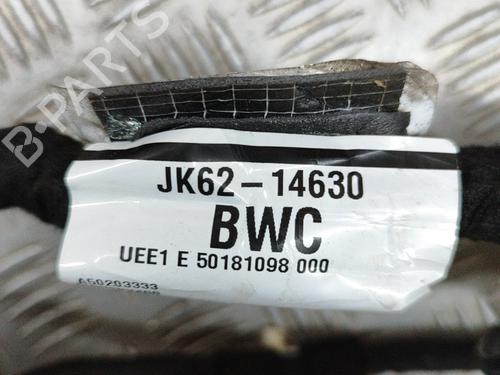 B-PARTS
JK62-14630
BWC
UEE1 E 50181098 000
A50203333